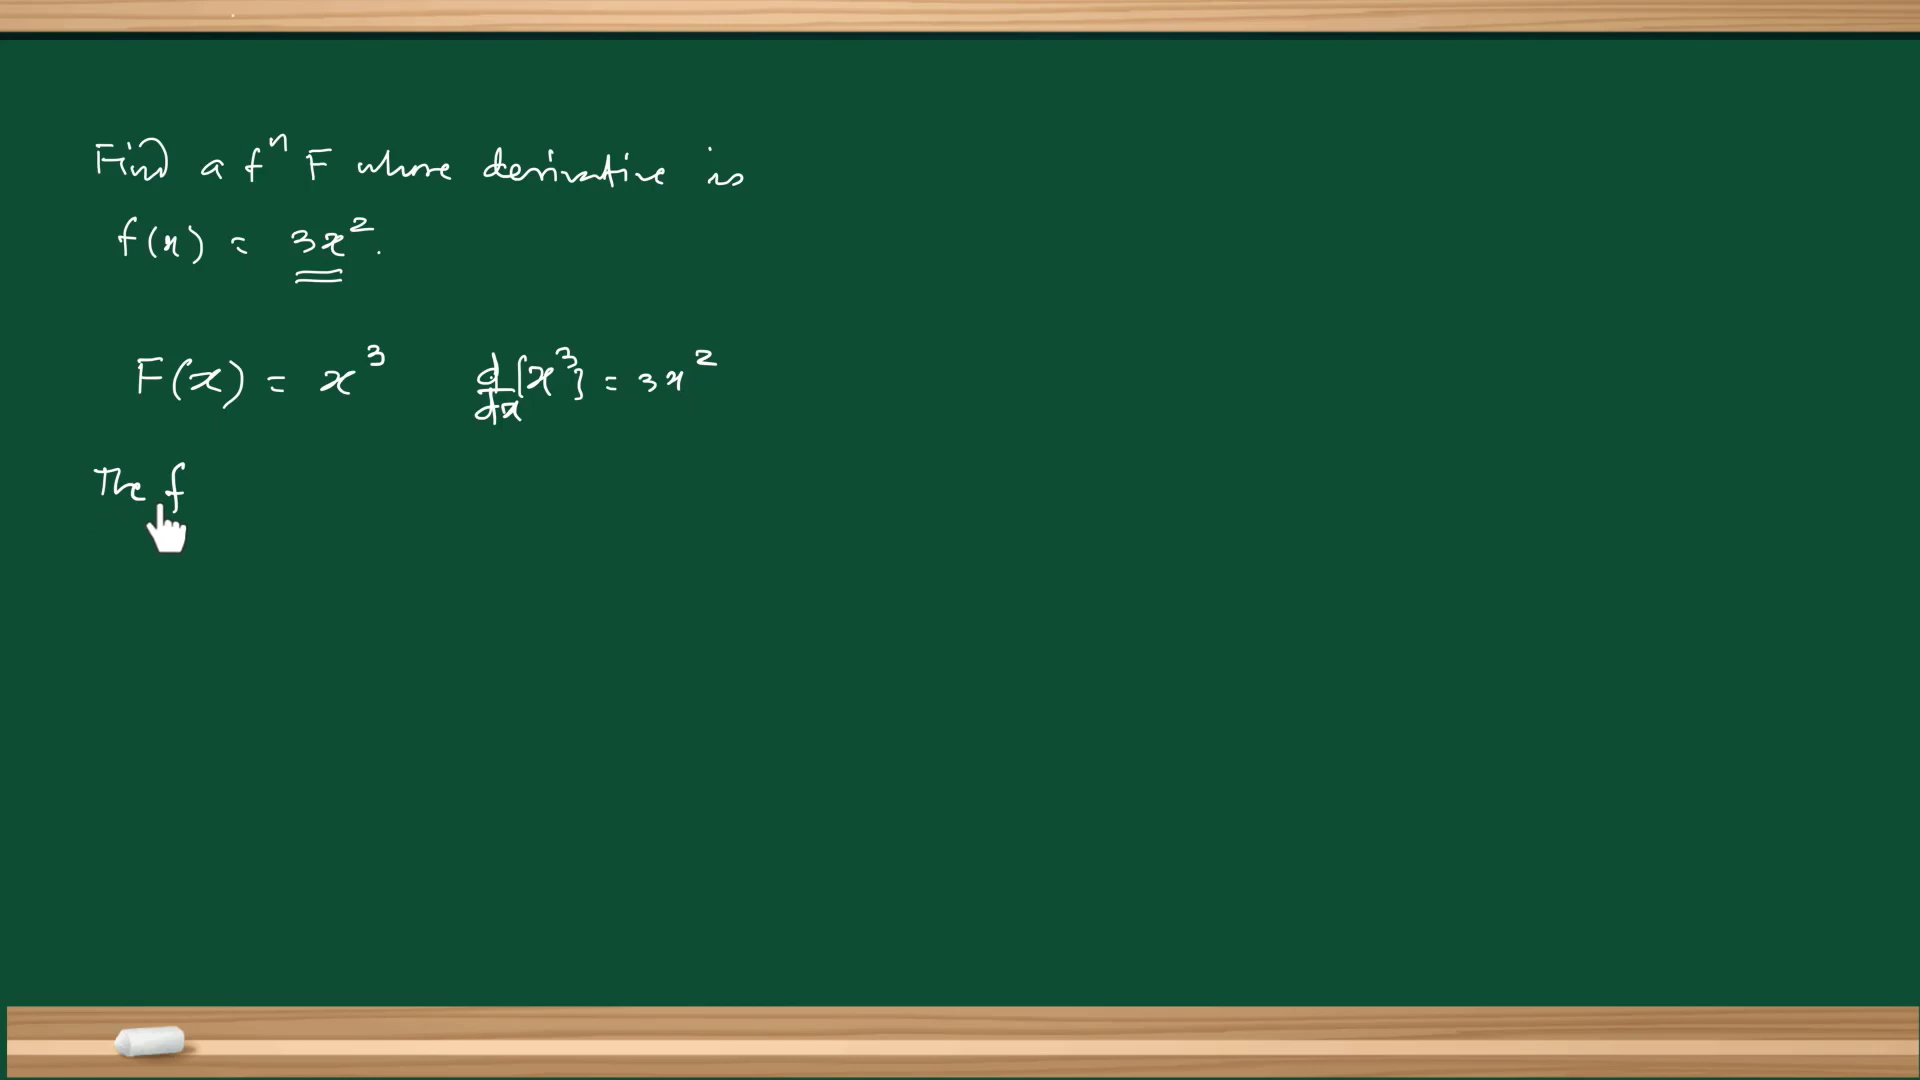 Find a fⁿ F whose derivative is
f(x) = 3x².
F(x) = x³ d/dx [x³] = 3x²
The f